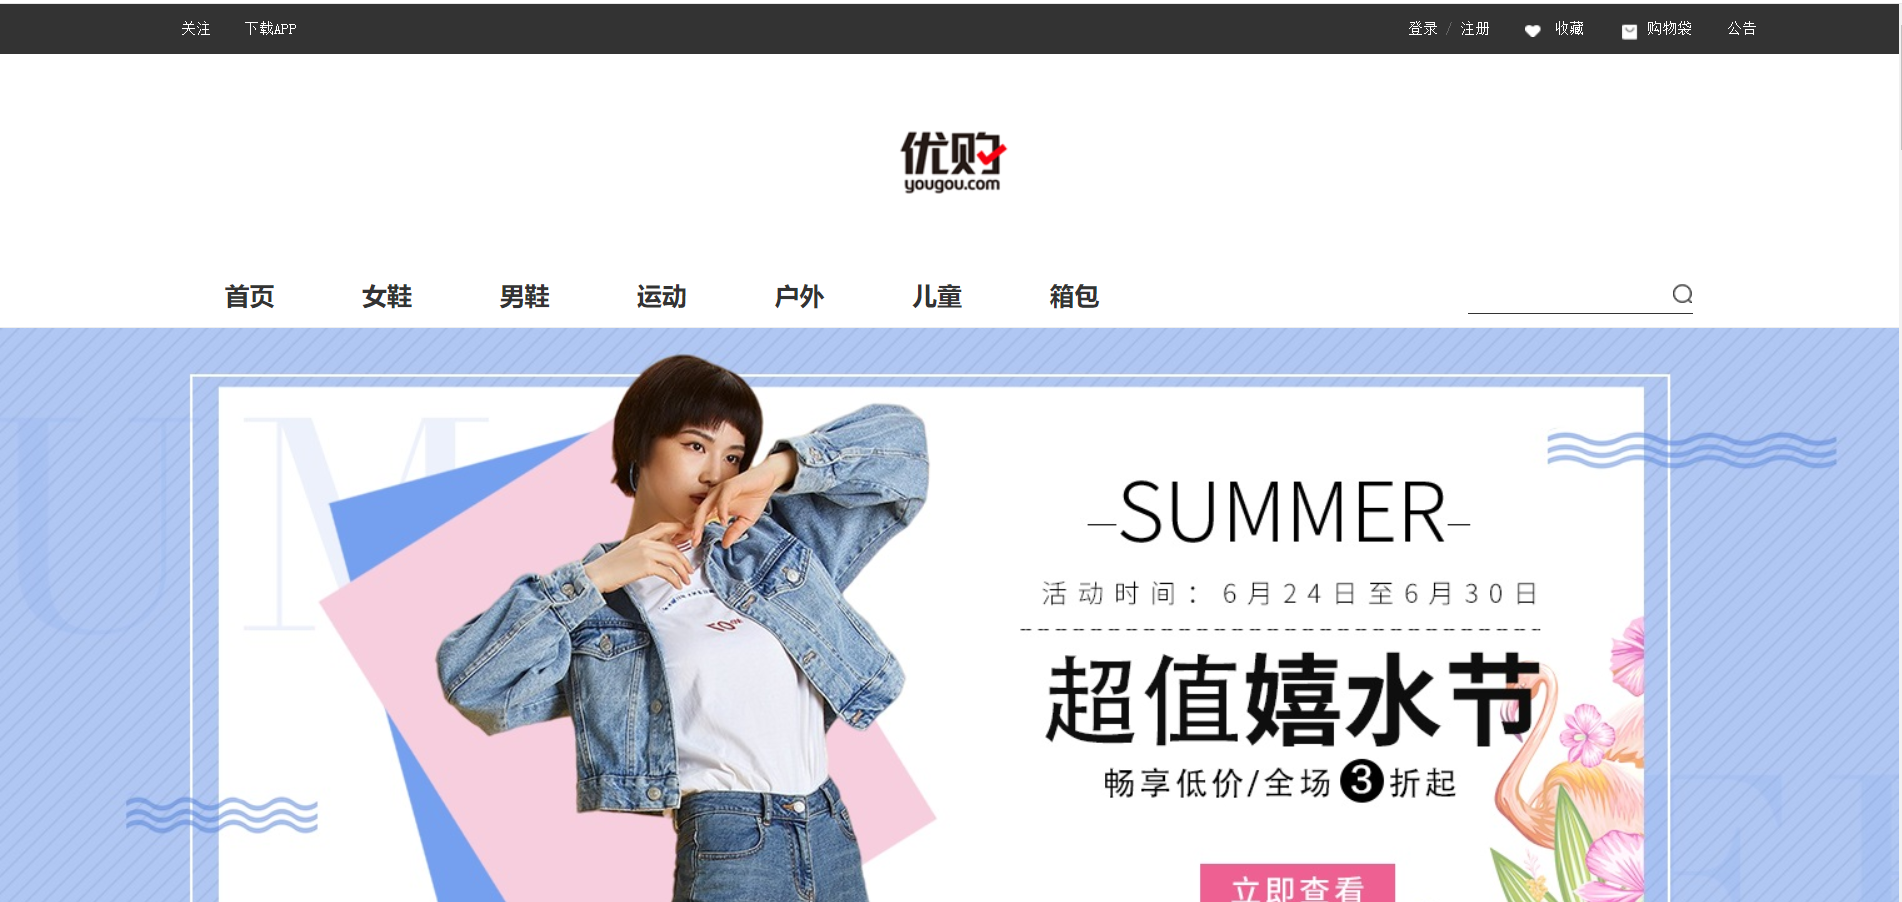 关注 下载APP 登录 / 注册 收藏 购物袋 公告
优购
yougou.com
首页 女鞋 男鞋 运动 户外 儿童 箱包
UM
—SUMMER—
活动时间：6月24日至6月30日
超值嬉水节
畅享低价/全场3折起
立即查看